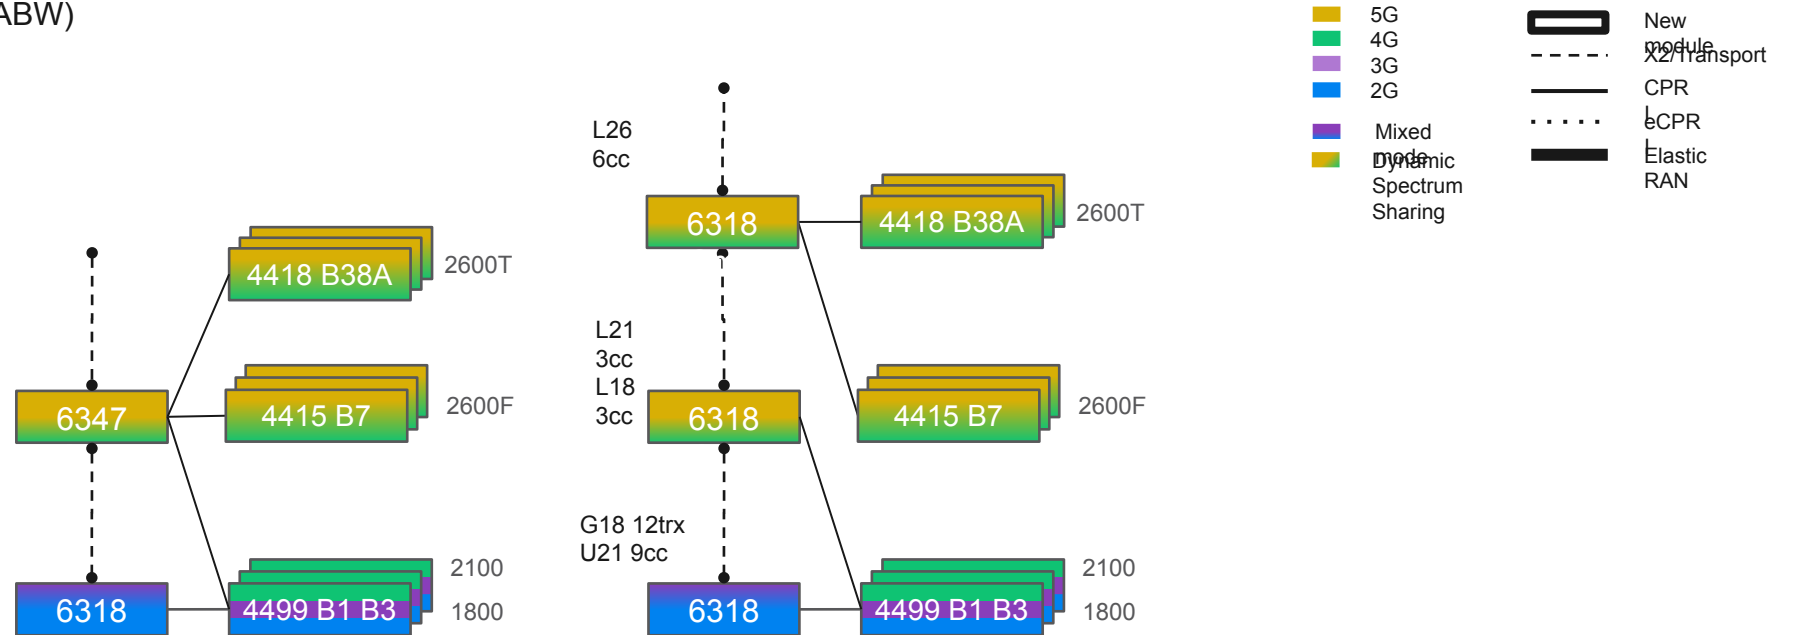 ABW)
5G
4G
3G
2G
Mixed
mode
Dynamic
Spectrum
Sharing
New
module
X2/Transport
CPR
I
eCPR
I
Elastic
RAN
4418 B38A
2600T
6347
4415 B7
2600F
6318
4499 B1 B3
2100
1800
L26
6cc
6318
4418 B38A
2600T
L21
3cc
L18
3cc
6318
4415 B7
2600F
G18 12trx
U21 9cc
6318
4499 B1 B3
2100
1800